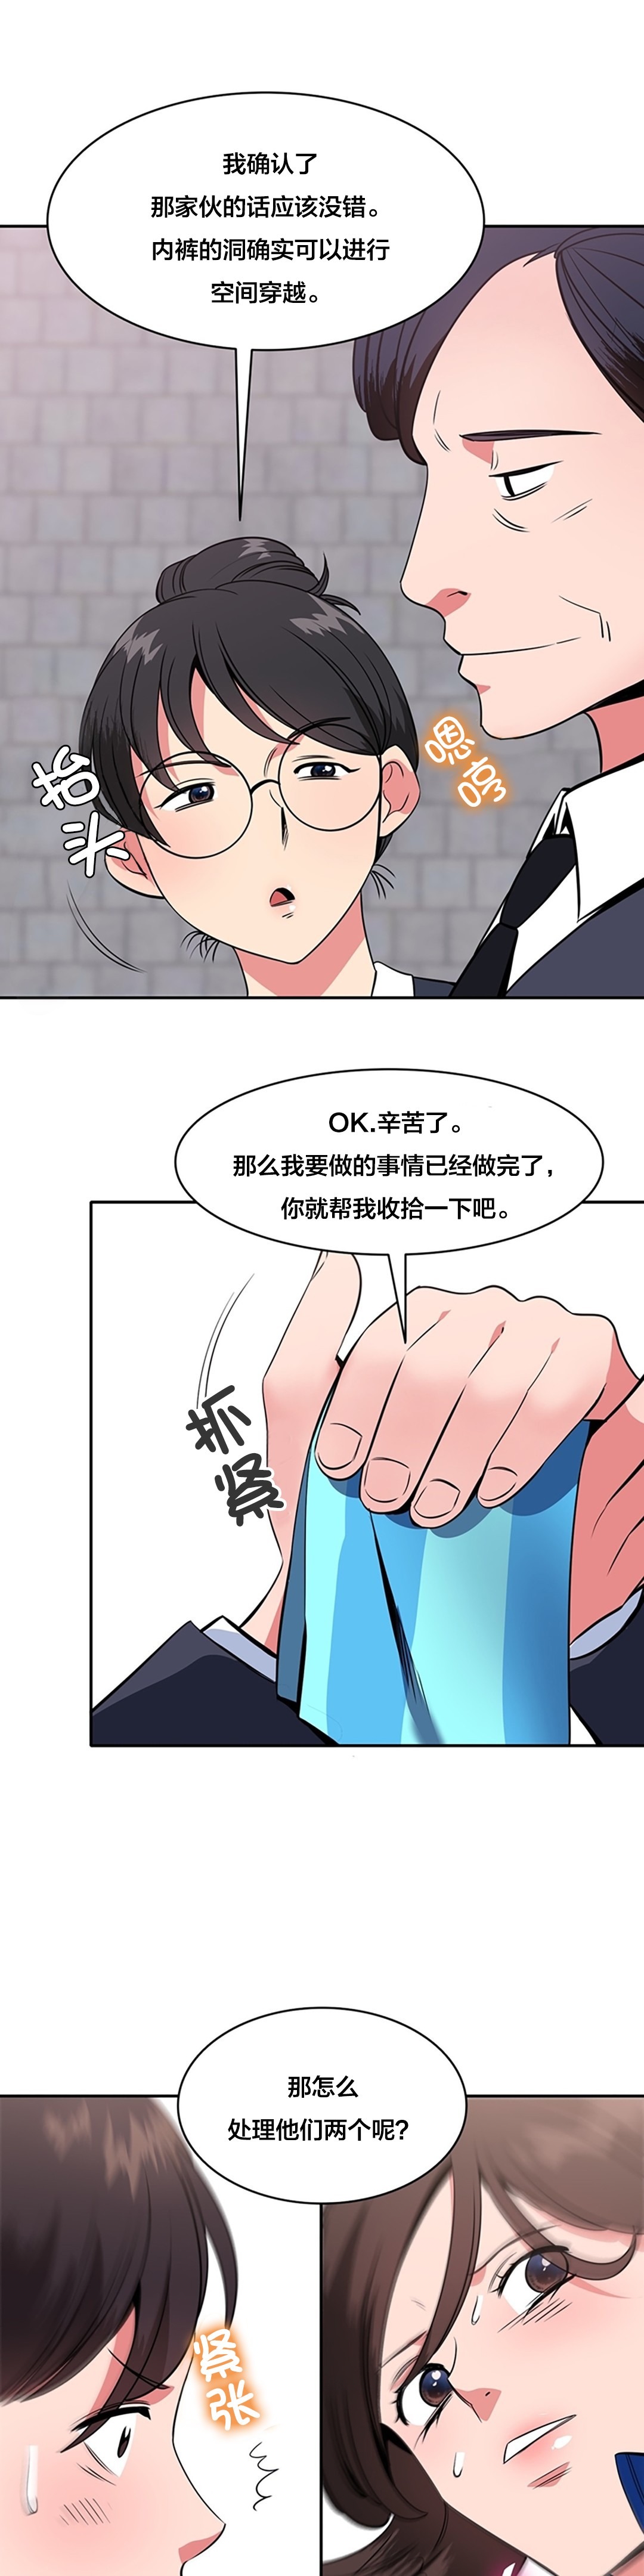 我确认了
那家伙的话应该没错。
内裤的洞确实可以进行
空间穿越。
嗯
哼
抬
头
OK.辛苦了。
那么我要做的事情已经做完了，
你就帮我收拾一下吧。
抓
紧
那怎么
处理他们两个呢？
紧
张